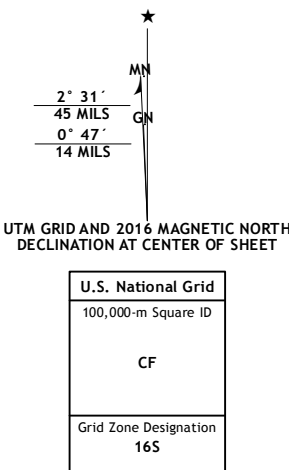 MN
2° 31´
45 MILS
GN
0° 47´
14 MILS
UTM GRID AND 2016 MAGNETIC NORTH
DECLINATION AT CENTER OF SHEET
U.S. National Grid
100,000-m Square ID
CF
Grid Zone Designation
16S